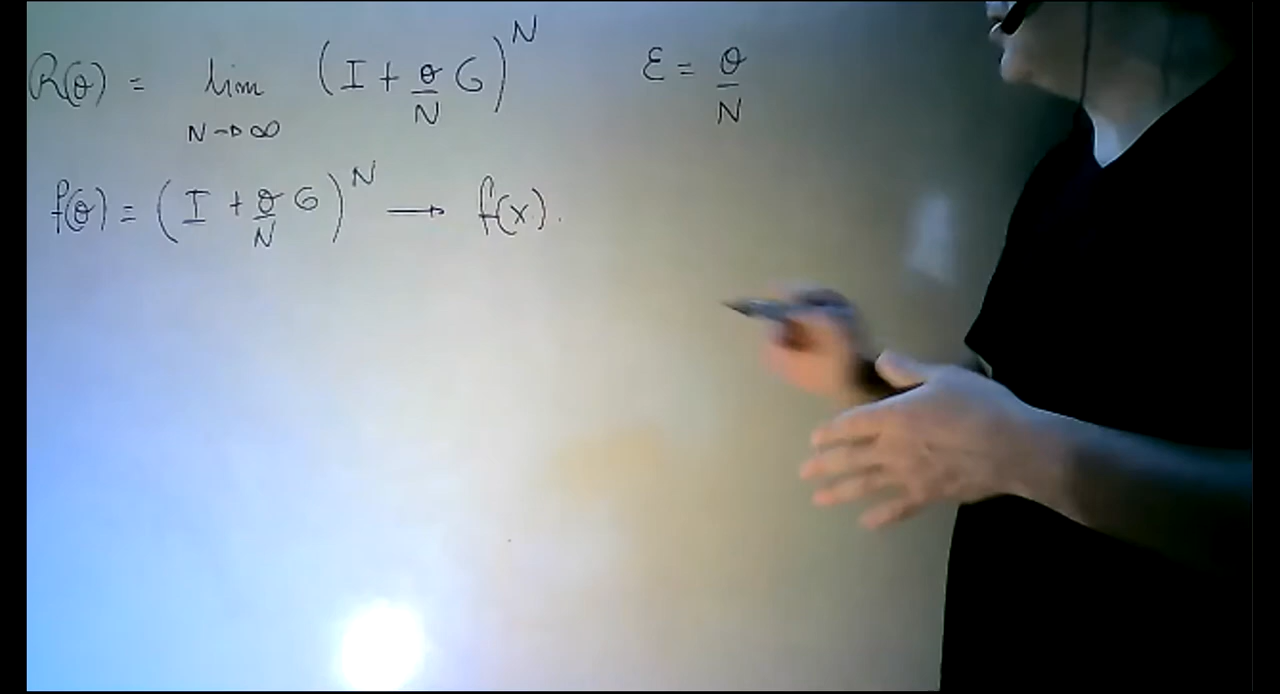 R(θ) = lim N→∞ (I + θ/N G)^N ε = θ/N
f(θ) = (I + θ/N G)^N → f(x).